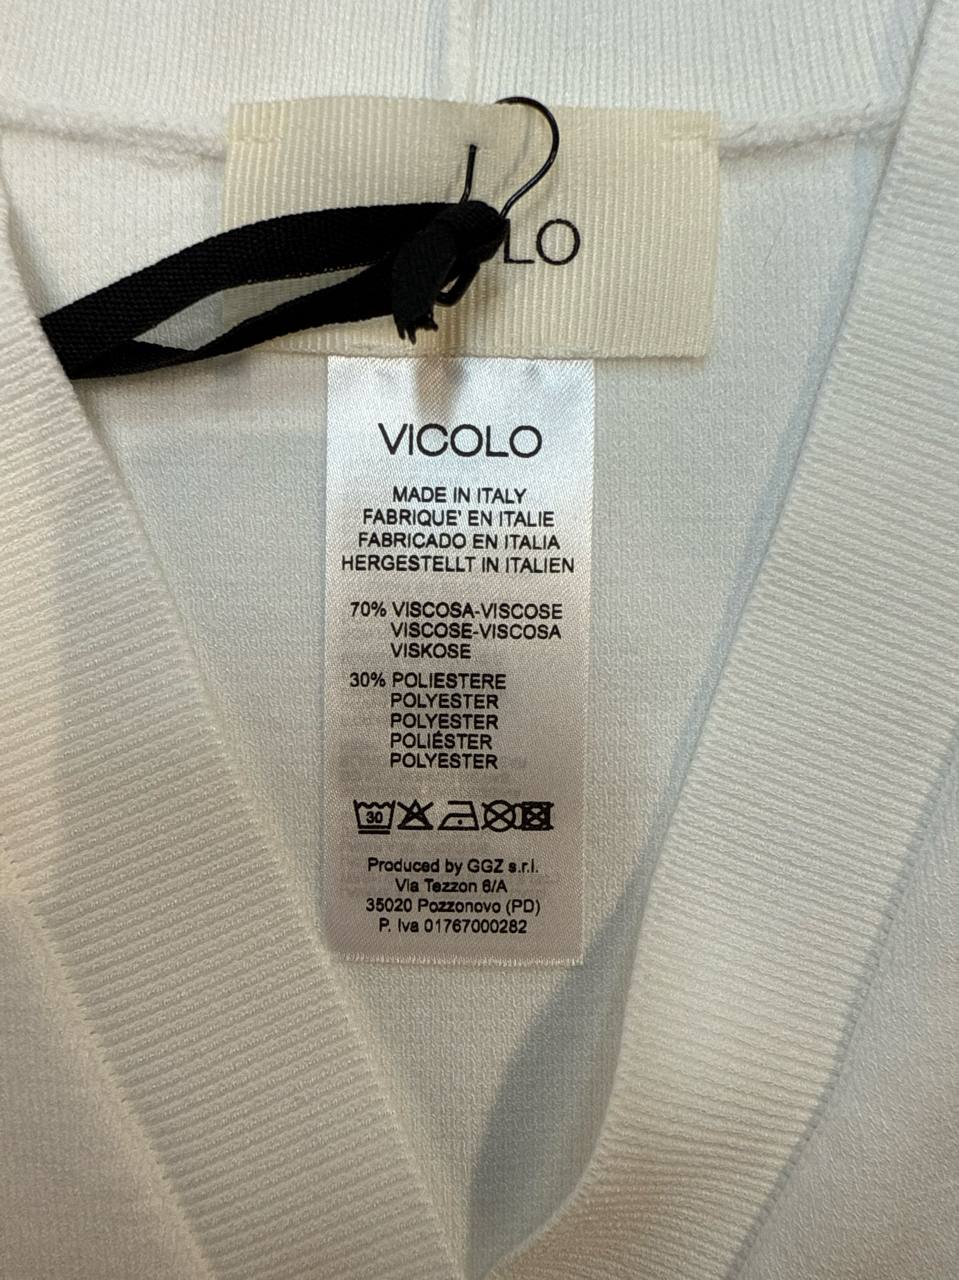 LO
VICOLO
MADE IN ITALY
FABRIQUE' EN ITALIE
FABRICADO EN ITALIA
HERGESTELLT IN ITALIEN
70% VISCOSA-VISCOSE
VISCOSE-VISCOSA
VISKOSE
30% POLIESTERE
POLYESTER
POLYESTER
POLIÉSTER
POLYESTER
30
Produced by GGZ s.r.l.
Via Tezzon 6/A
35020 Pozzonovo (PD)
P. Iva 01767000282